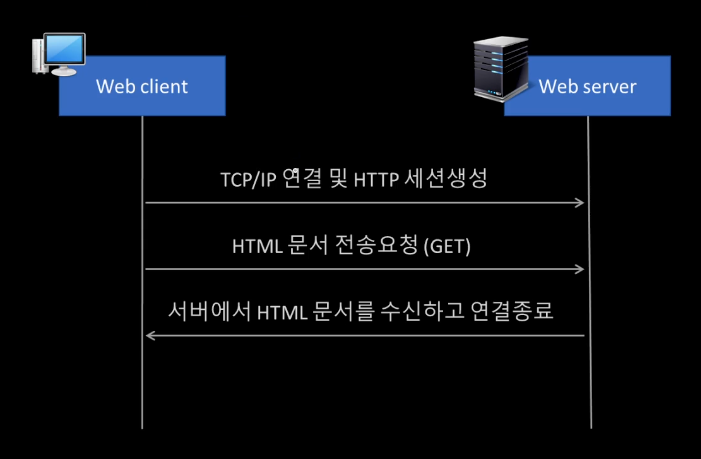 Web client
Web server
TCP/IP 연결 및 HTTP 세션생성
HTML 문서 전송요청 (GET)
서버에서 HTML 문서를 수신하고 연결종료